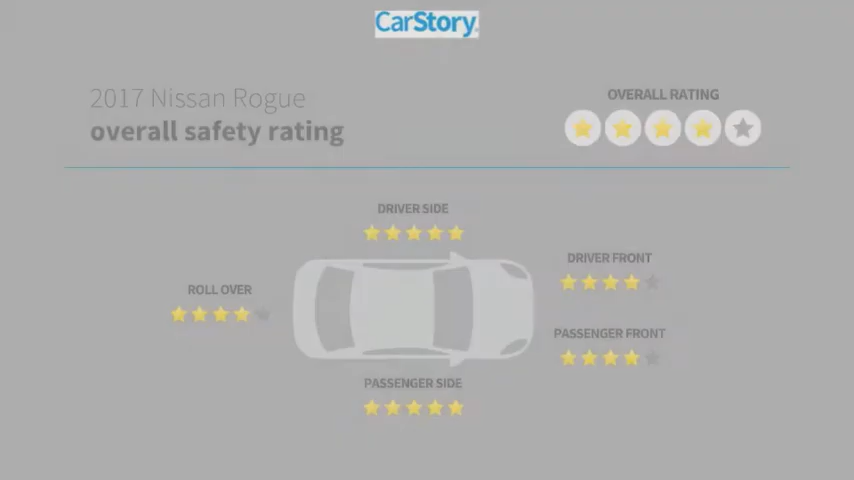 CarStory
2017 Nissan Rogue
overall safety rating
OVERALL RATING
DRIVER SIDE
DRIVER FRONT
ROLL OVER
PASSENGER FRONT
PASSENGER SIDE